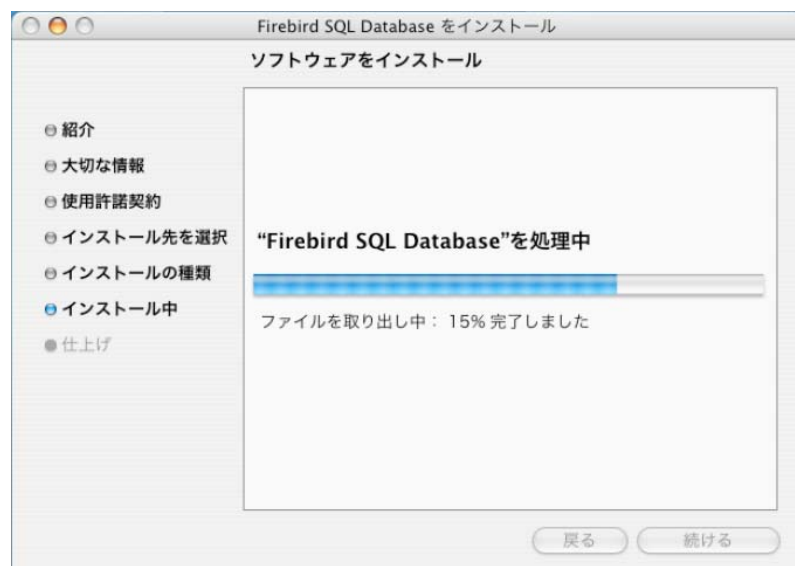 Firebird SQL Database をインストール
ソフトウェアをインストール
紹介
大切な情報
使用許諾契約
インストール先を選択
インストールの種類
インストール中
仕上げ
“Firebird SQL Database”を処理中
ファイルを取り出し中： 15% 完了しました
戻る
続ける